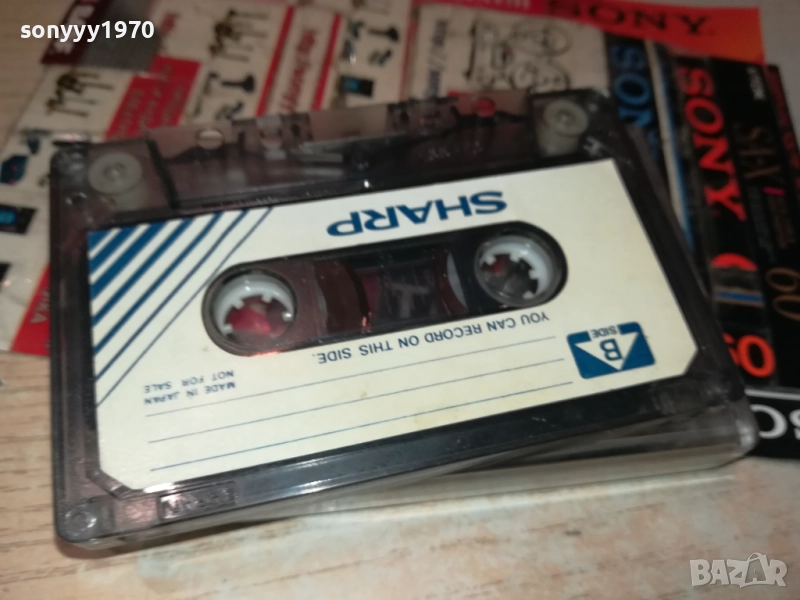 sonyyy1970
SONY
SONY
SONY
60
SHARP
B
SIDE
YOU CAN RECORD ON THIS SIDE.
MADE IN JAPAN
NOT FOR SALE
BAZAR